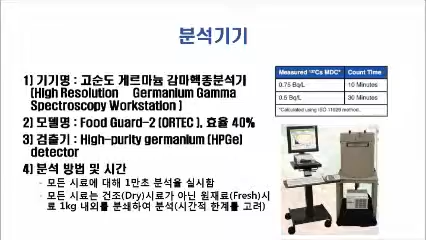 분석기기
1) 기기명 : 고순도 게르마늄 감마핵종분석기
(High Resolution Germanium Gamma
Spectroscopy Workstation )
2) 모델명 : Food Guard-2 (ORTEC ), 효율 40%
3) 검출기 : High-purity germanium (HPGe)
detector
4) 분석 방법 및 시간
- 모든 시료에 대해 1만초 분석을 실시함
- 모든 시료는 건조(Dry)시료가 아닌 원재료(Fresh)시
료 1kg 내외를 분쇄하여 분석(시간적 한계를 고려)
Measured ¹³⁷Cs MDC* Count Time
0.75 Bq/L 10 Minutes
0.5 Bq/L 30 Minutes
*Calculated using ISO 11929 method.